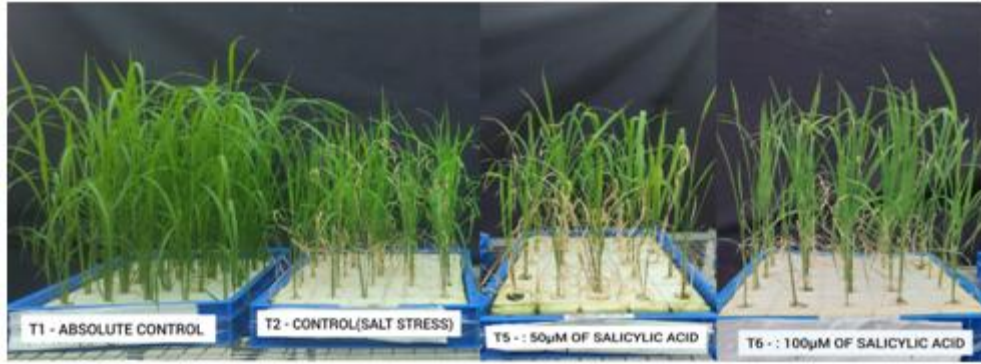 T1 - ABSOLUTE CONTROL
T2 - CONTROL(SALT STRESS)
T5 - : 50µM OF SALICYLIC ACID
T6 - : 100µM OF SALICYLIC ACID